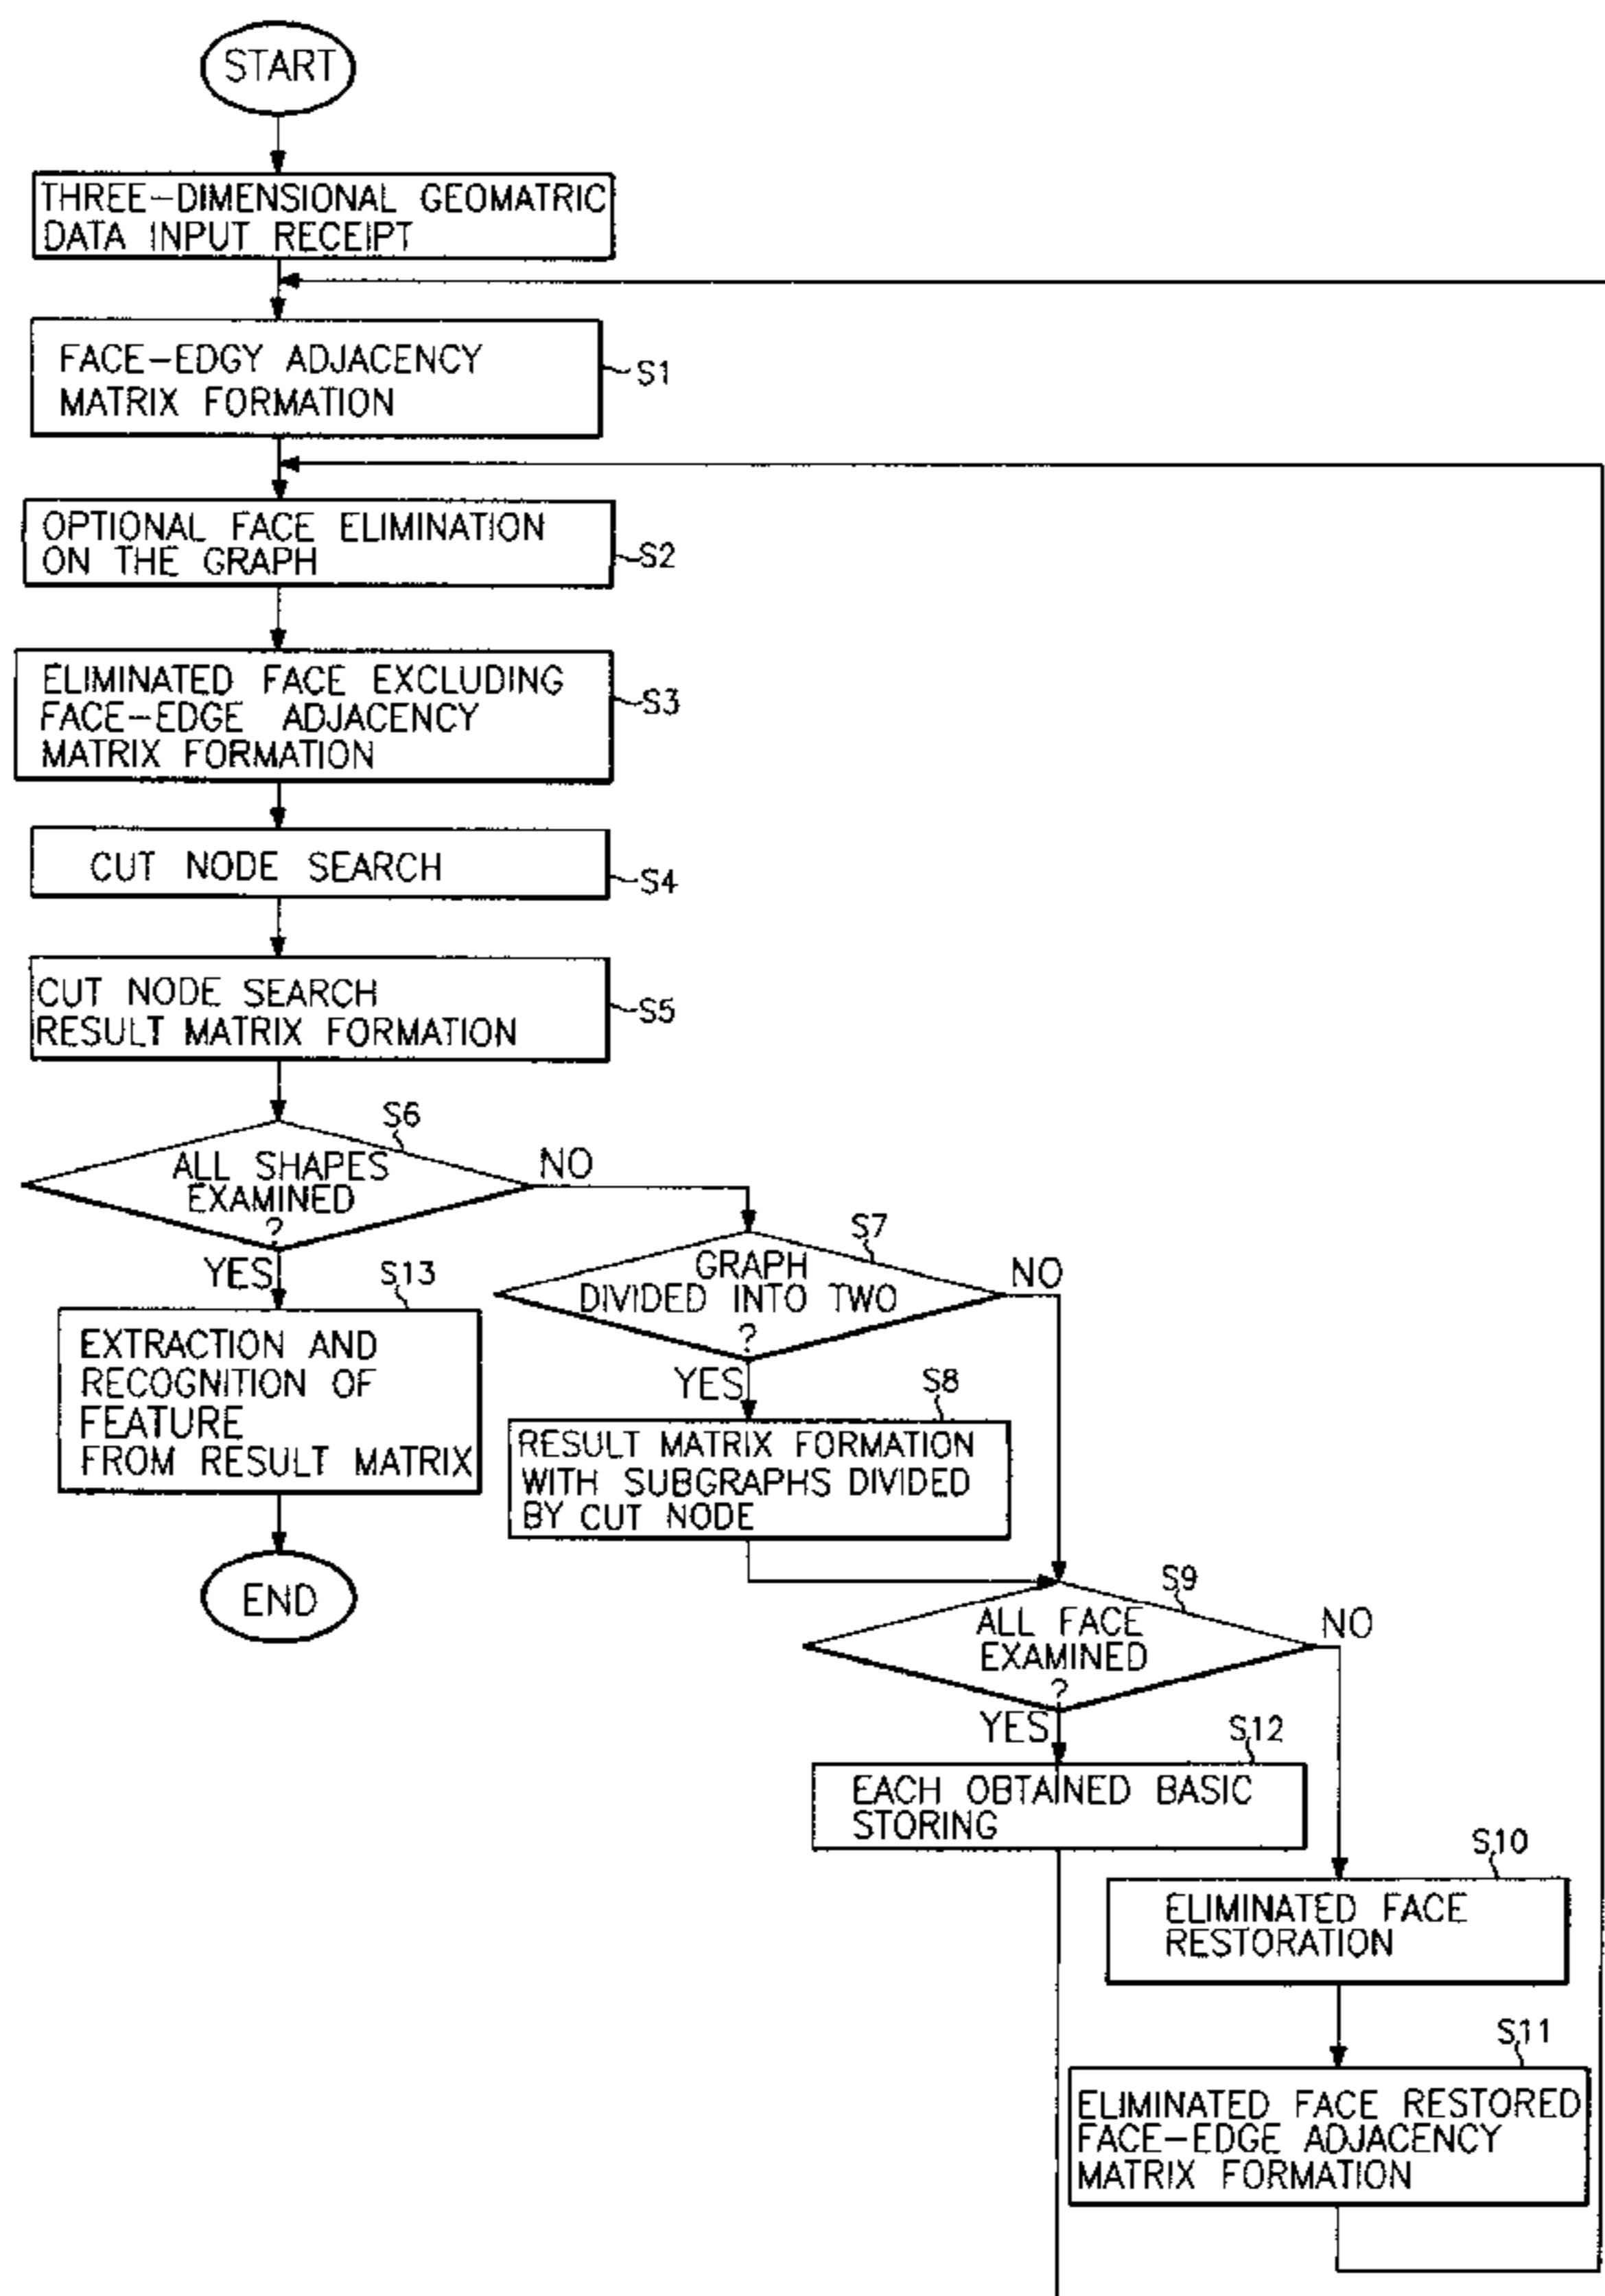 START
THREE-DIMENSIONAL GEOMATRIC
DATA INPUT RECEIPT
FACE-EDGY ADJACENCY
MATRIX FORMATION
S1
OPTIONAL FACE ELIMINATION
ON THE GRAPH
S2
ELIMINATED FACE EXCLUDING
FACE-EDGE ADJACENCY
MATRIX FORMATION
S3
CUT NODE SEARCH
S4
CUT NODE SEARCH
RESULT MATRIX FORMATION
S5
S6
ALL SHAPES
EXAMINED
?
NO
YES
S7
GRAPH
DIVIDED INTO TWO
?
NO
YES
S13
EXTRACTION AND
RECOGNITION OF
FEATURE
FROM RESULT MATRIX
END
S8
RESULT MATRIX FORMATION
WITH SUBGRAPHS DIVIDED
BY CUT NODE
S9
ALL FACE
EXAMINED
?
NO
YES
S12
EACH OBTAINED BASIC
STORING
S10
ELIMINATED FACE
RESTORATION
S11
ELIMINATED FACE RESTORED
FACE-EDGE ADJACENCY
MATRIX FORMATION